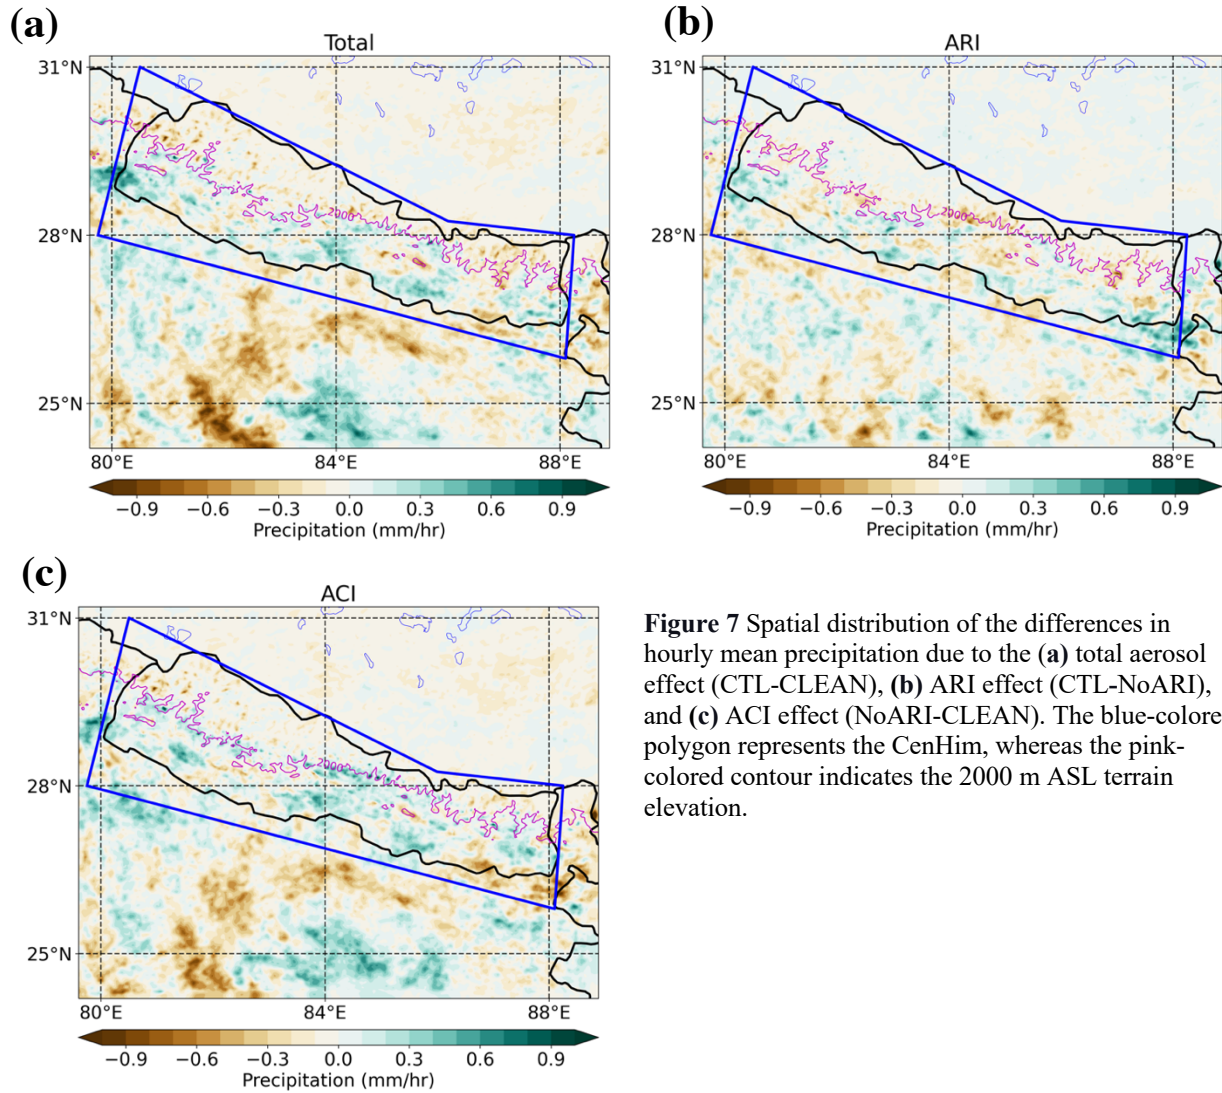 (a)
Total
31°N
28°N
25°N
2000
80°E 84°E 88°E
−0.9 −0.6 −0.3 0.0 0.3 0.6 0.9
Precipitation (mm/hr)
(b)
ARI
31°N
28°N
25°N
2000
80°E 84°E 88°E
−0.9 −0.6 −0.3 0.0 0.3 0.6 0.9
Precipitation (mm/hr)
(c)
ACI
31°N
28°N
25°N
2000
80°E 84°E 88°E
−0.9 −0.6 −0.3 0.0 0.3 0.6 0.9
Precipitation (mm/hr)
Figure 7 Spatial distribution of the differences in
hourly mean precipitation due to the (a) total aerosol
effect (CTL-CLEAN), (b) ARI effect (CTL-NoARI),
and (c) ACI effect (NoARI-CLEAN). The blue-colore
polygon represents the CenHim, whereas the pink-
colored contour indicates the 2000 m ASL terrain
elevation.